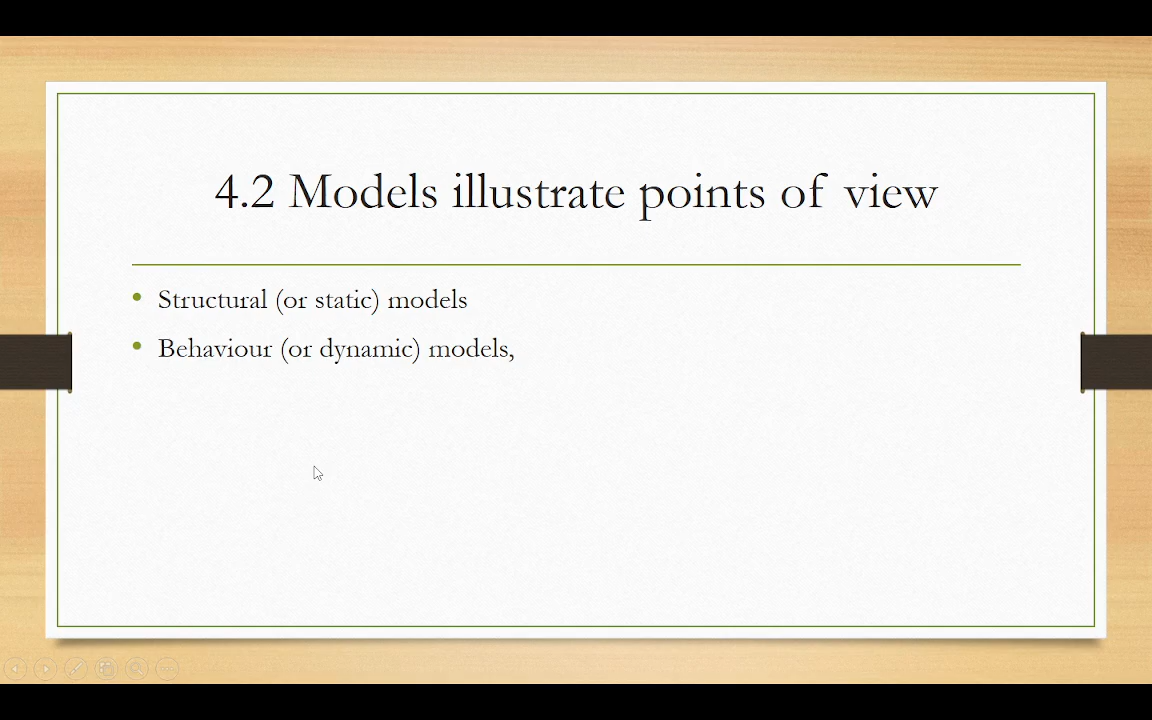 4.2 Models illustrate points of view
• Structural (or static) models
• Behaviour (or dynamic) models,